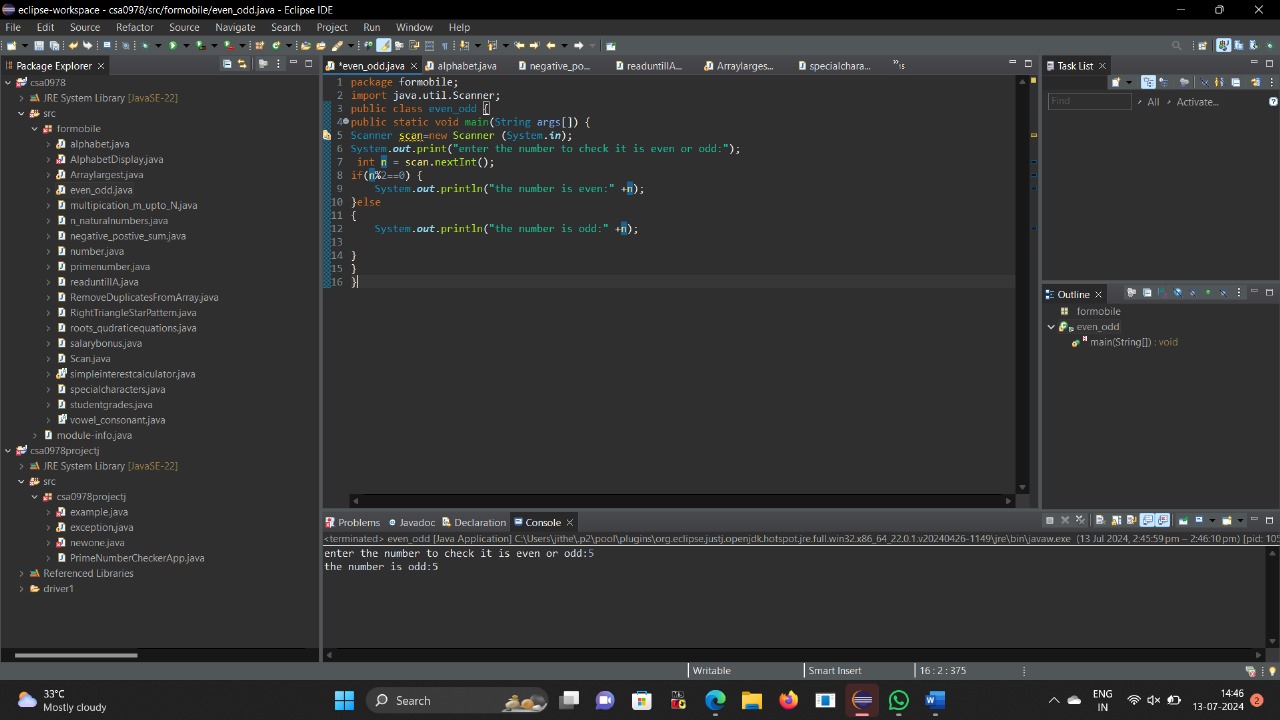 eclipse-workspace - csa0978/src/formobile/even_odd.java - Eclipse IDE
File Edit Source Refactor Source Navigate Search Project Run Window Help
Package Explorer
csa0978
JRE System Library [JavaSE-22]
src
formobile
alphabet.java
AlphabetDisplay.java
Arraylargest.java
even_odd.java
multipication_m_upto_N.java
n_naturalnumbers.java
negative_postive_sum.java
number.java
primenumber.java
readuntillA.java
RemoveDuplicatesFromArray.java
RightTriangleStarPattern.java
roots_qudraticequations.java
salarybonus.java
Scan.java
simpleinterestcalculator.java
specialcharacters.java
studentgrades.java
vowel_consonant.java
module-info.java
csa0978projectj
JRE System Library [JavaSE-22]
src
csa0978projectj
example.java
exception.java
newone.java
PrimeNumberCheckerApp.java
Referenced Libraries
driver1
*even_odd.java alphabet.java negative_po... readuntillA... Arraylarges... specialchara... »15
1 package formobile;
2 import java.util.Scanner;
3 public class even_odd {
4 public static void main(String args[]) {
5 Scanner scan=new Scanner (System.in);
6 System.out.print("enter the number to check it is even or odd:");
7 int n = scan.nextInt();
8 if(n%2==0) {
9 System.out.println("the number is even:" +n);
10 }else
11 {
12 System.out.println("the number is odd:" +n);
13
14 }
15 }
16 }
Task List
Find All Activate...
Outline
formobile
even_odd
main(String[]) : void
Problems Javadoc Declaration Console
<terminated> even_odd [Java Application] C:\Users\jithe\.p2\pool\plugins\org.eclipse.justj.openjdk.hotspot.jre.full.win32.x86_64_22.0.1.v20240426-1149\jre\bin\javaw.exe (13 Jul 2024, 2:45:59 pm – 2:46:10 pm) [pid: 105
enter the number to check it is even or odd:5
the number is odd:5
Writable Smart Insert 16 : 2 : 375
33°C
Mostly cloudy
Search
ENG
IN
14:46
13-07-2024
2